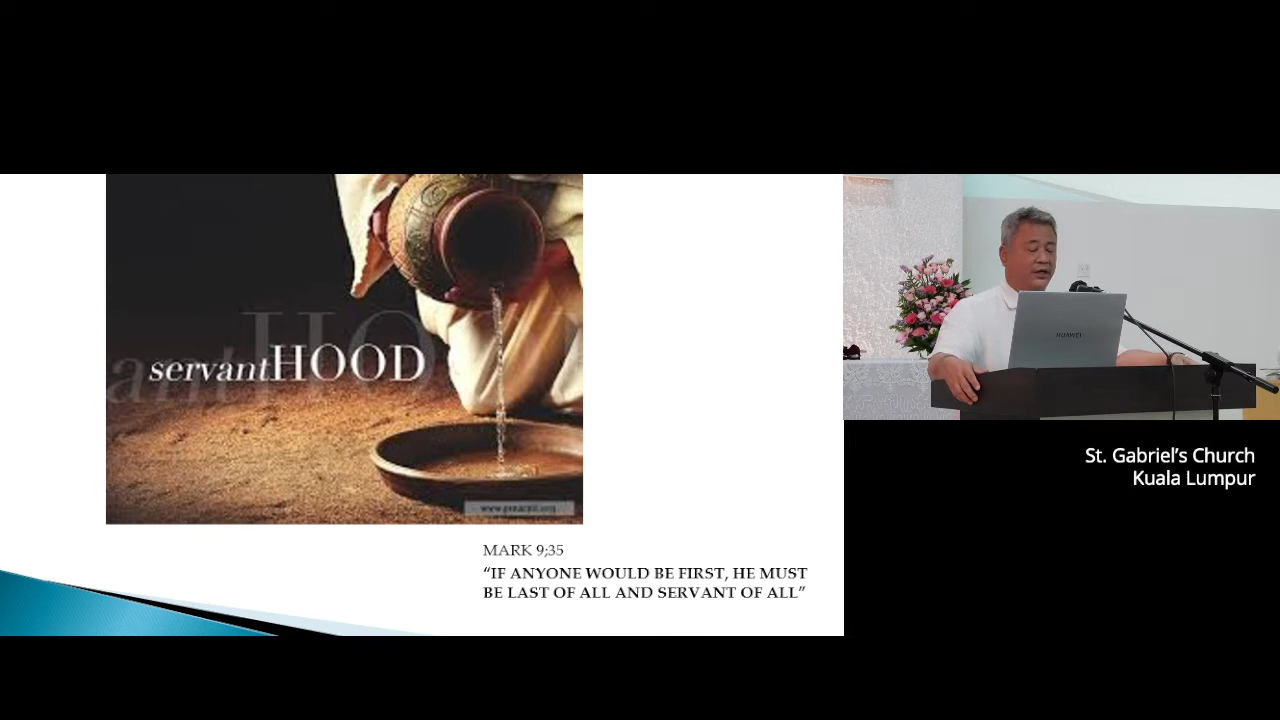 servantHOOD
MARK 9;35
“IF ANYONE WOULD BE FIRST, HE MUST
BE LAST OF ALL AND SERVANT OF ALL”
HUAWEI
St. Gabriel's Church
Kuala Lumpur